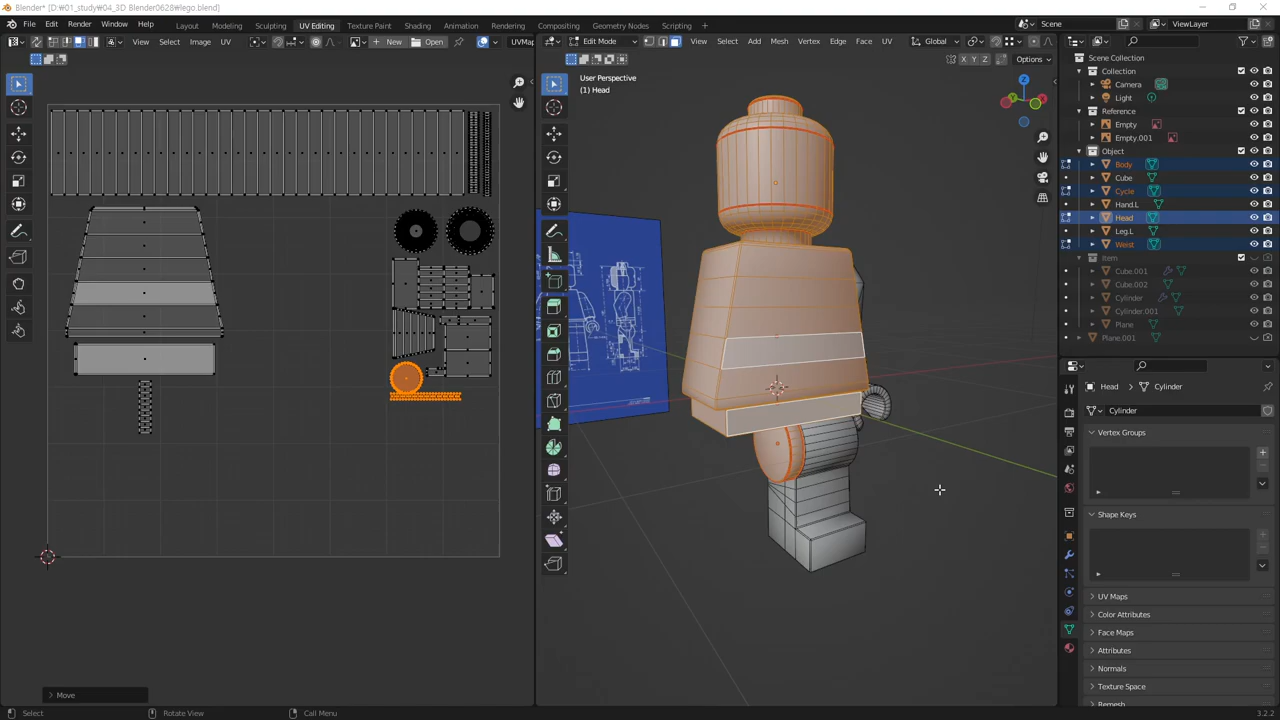 Blender* [D:\01_study\04_3D Blender0628\lego.blend]
File Edit Render Window Help Layout Modeling Sculpting UV Editing Texture Paint Shading Animation Rendering Compositing Geometry Nodes Scripting + Scene ViewLayer
View Select Image UV New Open UVMap Edit Mode View Select Add Mesh Vertex Edge Face UV Global
X Y Z Options
User Perspective
(1) Head
Scene Collection
Collection
Camera
Light
Reference
Empty
Empty.001
Object
Body
Cube
Cycle
Hand.L
Head
Leg.L
Weist
Item
Cube.001
Cube.002
Cylinder
Cylinder.001
Plane
Plane.001
Head Cylinder
Cylinder
Vertex Groups
Shape Keys
UV Maps
Color Attributes
Face Maps
Attributes
Normals
Texture Space
Remesh
Move
Select Rotate View Call Menu 3.2.2